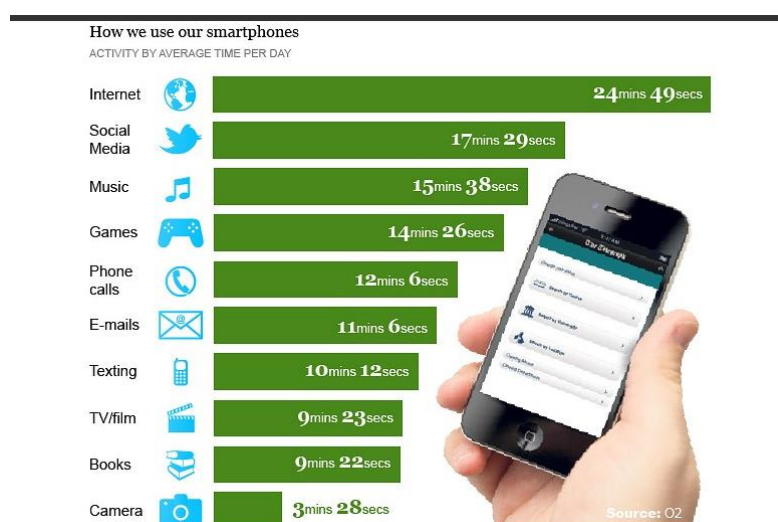 How we use our smartphones
ACTIVITY BY AVERAGE TIME PER DAY
Internet 24mins 49secs
Social
Media 17mins 29secs
Music 15mins 38secs
Games 14mins 26secs
Phone
calls 12mins 6secs
E-mails 11mins 6secs
Texting 10mins 12secs
TV/film 9mins 23secs
Books 9mins 22secs
Camera 3mins 28secs
Source: O2